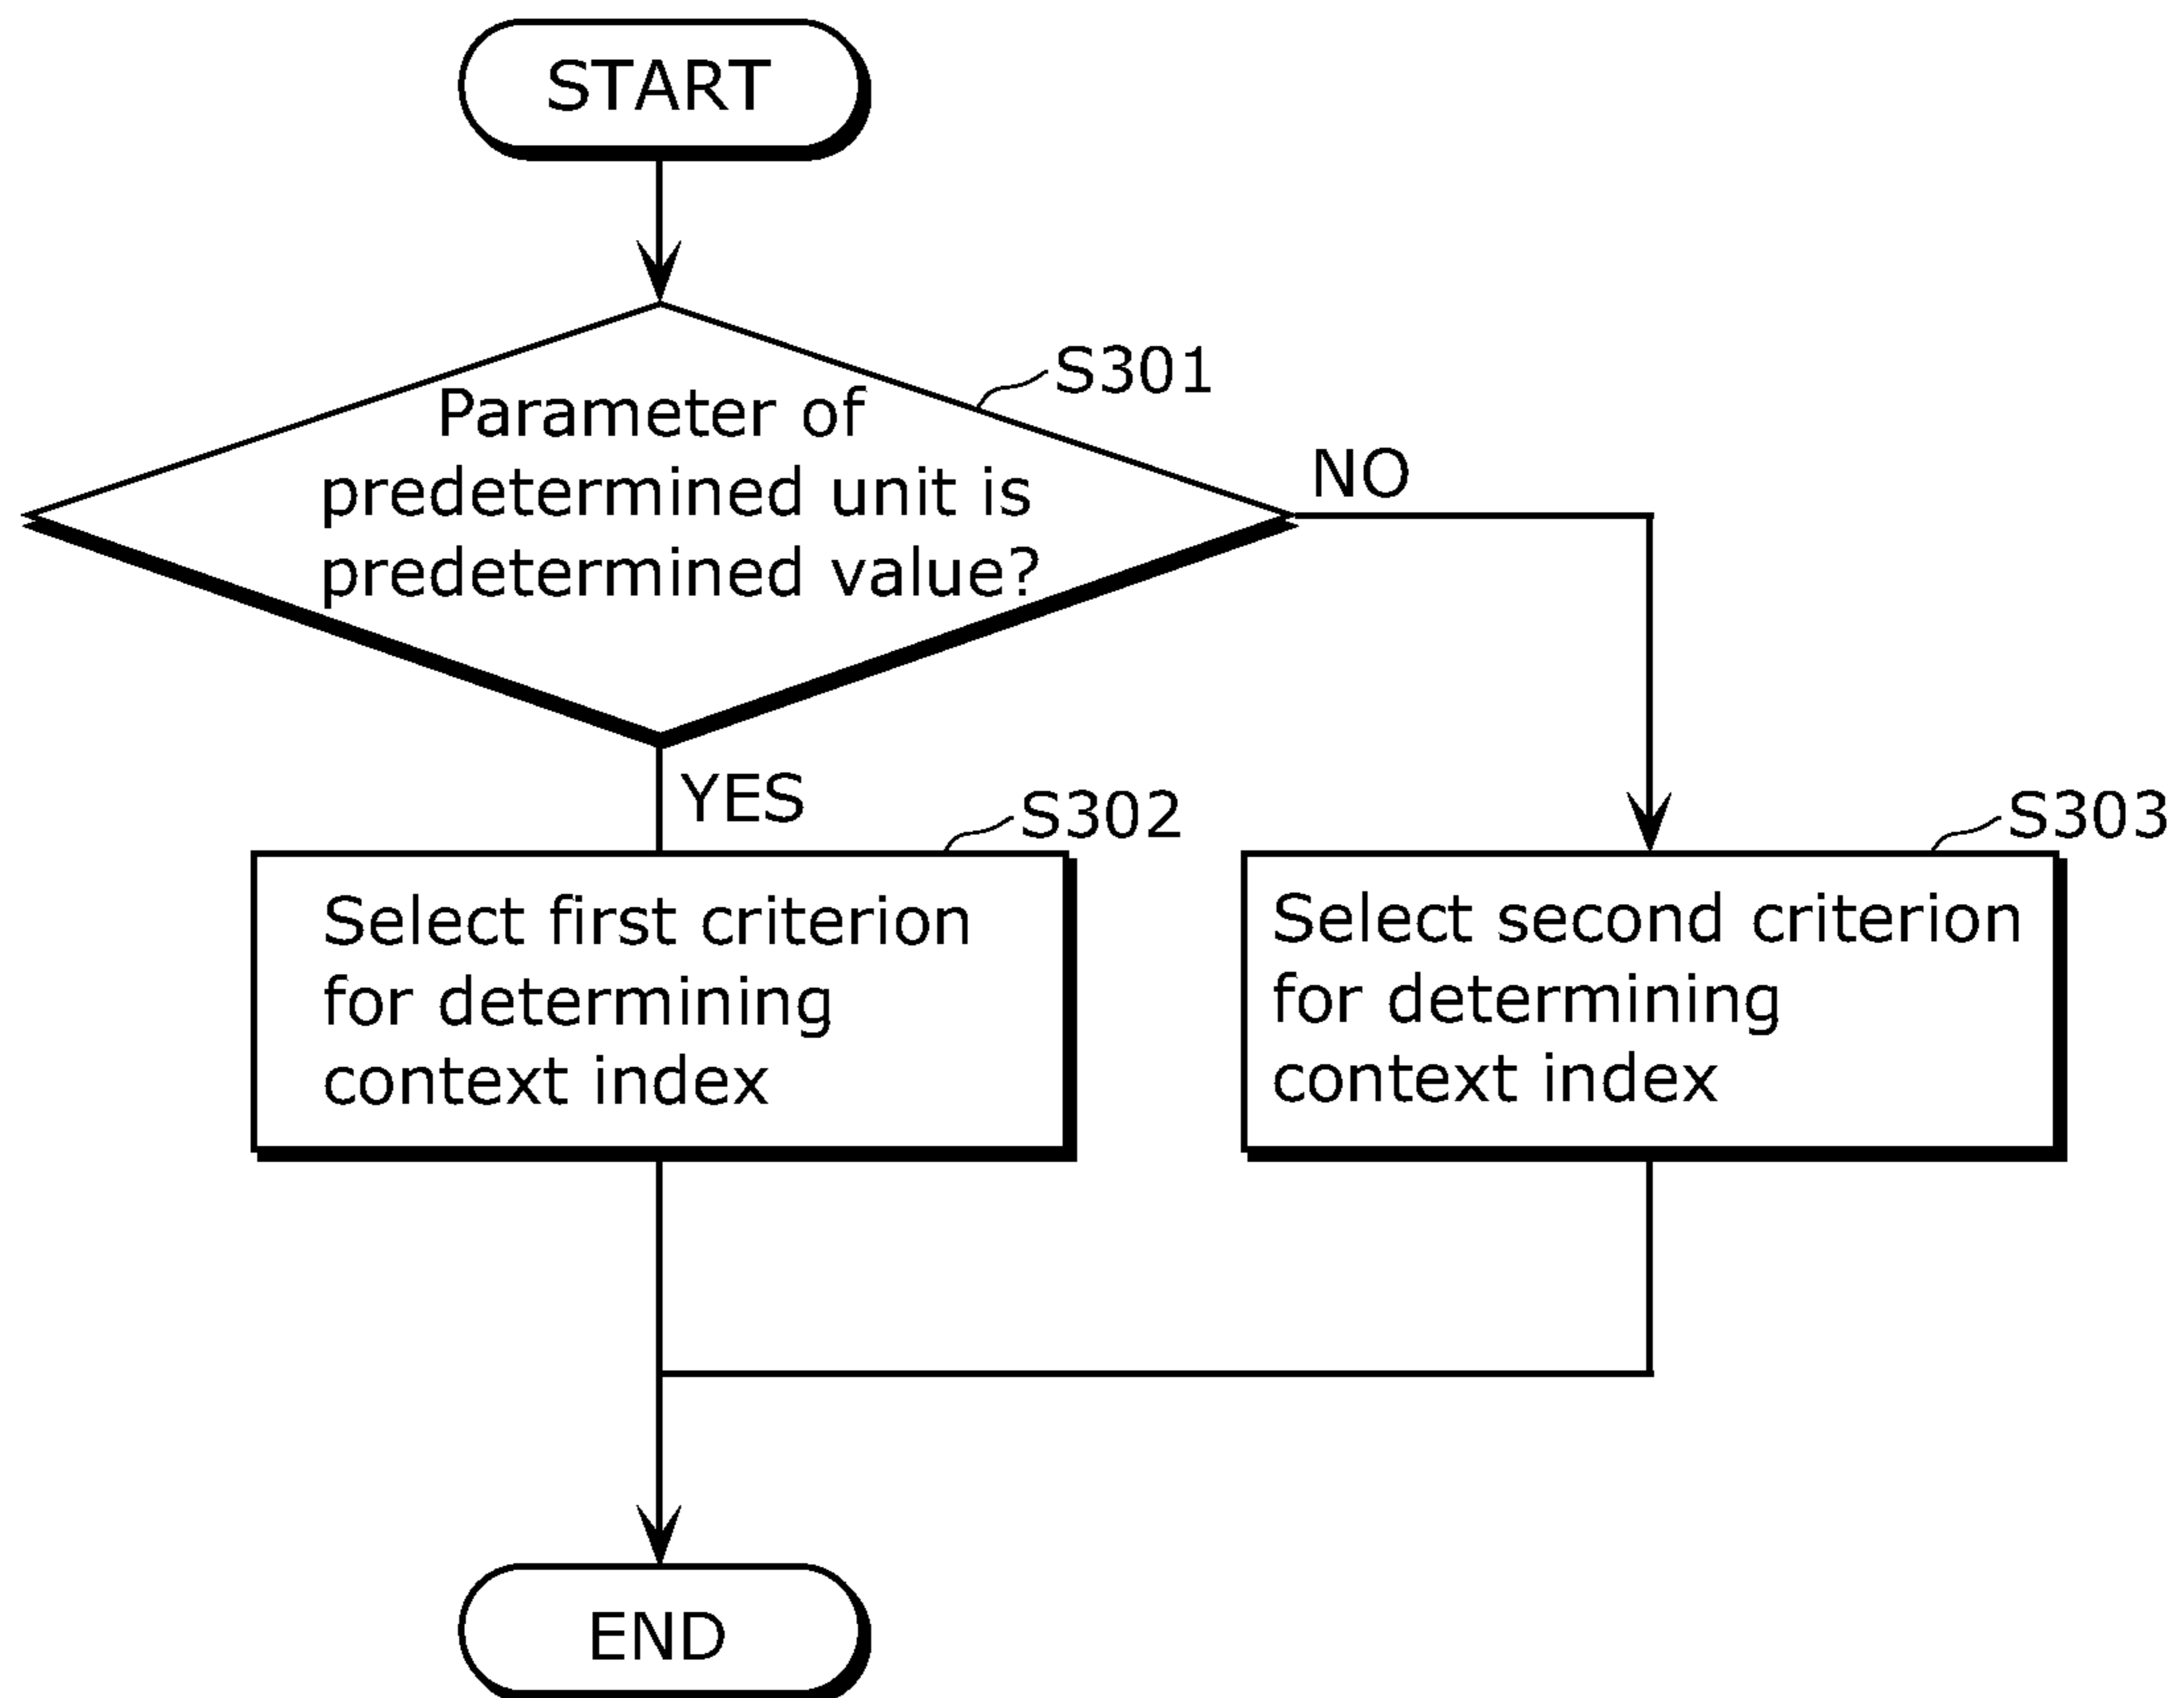 START
S301
Parameter of
predetermined unit is
predetermined value?
NO
YES
S302
Select first criterion
for determining
context index
S303
Select second criterion
for determining
context index
END